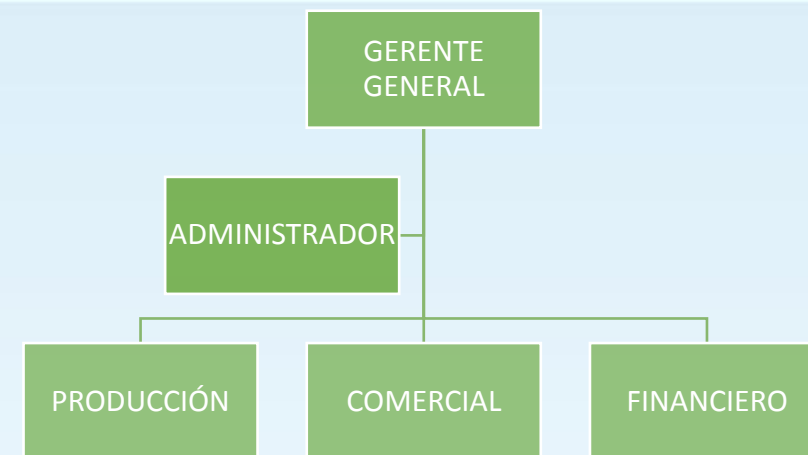 GERENTE
GENERAL
ADMINISTRADOR
PRODUCCIÓN
COMERCIAL
FINANCIERO